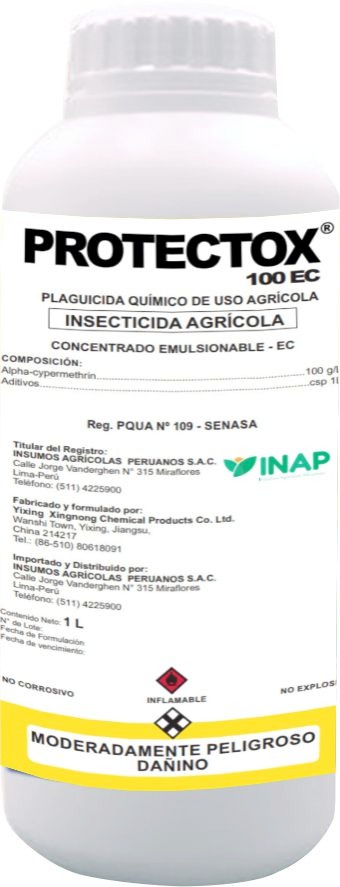 PROTECTOX®
100 EC
PLAGUICIDA QUÍMICO DE USO AGRÍCOLA
INSECTICIDA AGRÍCOLA
CONCENTRADO EMULSIONABLE - EC
COMPOSICIÓN:
Alpha-cypermethrin...100 g/L
Aditivos...csp 1L
Reg. PQUA Nº 109 - SENASA
Titular del Registro:
INSUMOS AGRÍCOLAS PERUANOS S.A.C.
Calle Jorge Vanderghen N° 315 Miraflores
Lima-Perú
Teléfono: (511) 4225900
INAP
Fabricado y formulado por:
Yixing Xingnong Chemical Products Co. Ltd.
Wanshi Town, Yixing, Jiangsu,
China 214217
Tel.: (86-510) 80618091
Importado y Distribuido por:
INSUMOS AGRÍCOLAS PERUANOS S.A.C.
Calle Jorge Vanderghen N° 315 Miraflores
Lima-Perú
Teléfono: (511) 4225900
Contenido Neto: 1 L
N° de Lote:
Fecha de Formulación
Fecha de vencimiento:
NO CORROSIVO
INFLAMABLE
NO EXPLOS
MODERADAMENTE PELIGROSO
DAÑINO